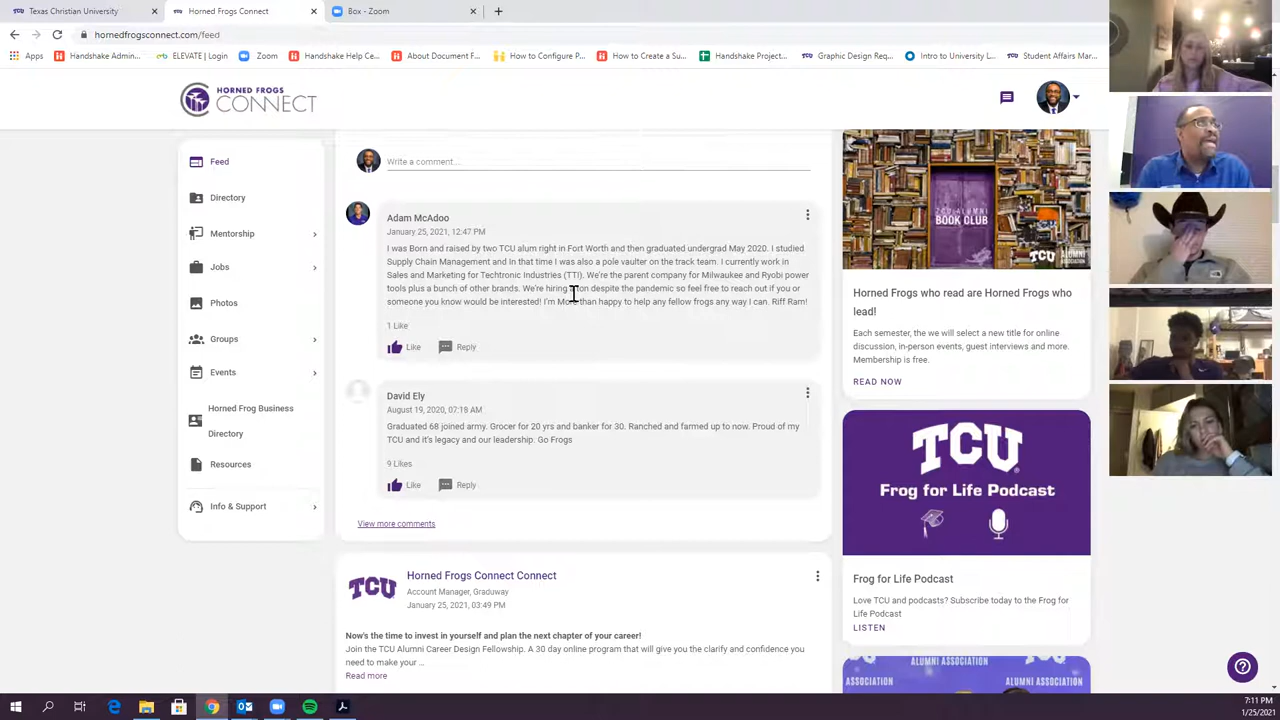 Texas Christian University
Horned Frogs Connect
Box - Zoom
hornedfrogsconnect.com/feed
Apps
Handshake Admin...
ELEVATE | Login
Zoom
Handshake Help Ce...
About Document F...
How to Configure P...
How to Create a Su...
Handshake Project...
Graphic Design Req...
Intro to University L...
Student Affairs Mar...
HORNED FROGS
CONNECT
Feed
Directory
Mentorship
Jobs
Photos
Groups
Events
Horned Frog Business
Directory
Resources
Info & Support
Write a comment...
Adam McAdoo
January 25, 2021, 12:47 PM
I was Born and raised by two TCU alum right in Fort Worth and then graduated undergrad May 2020. I studied
Supply Chain Management and In that time I was also a pole vaulter on the track team. I currently work in
Sales and Marketing for Techtronic Industries (TTI). We're the parent company for Milwaukee and Ryobi power
tools plus a bunch of other brands. We're hiring despite the pandemic so feel free to reach out if you or
someone you know would be interested! I'm More than happy to help any fellow frogs any way I can. Riff Ram!
1 Like
Like
Reply
David Ely
August 19, 2020, 07:18 AM
Graduated 68 joined army. Grocer for 20 yrs and banker for 30. Ranched and farmed up to now. Proud of my
TCU and it's legacy and our leadership. Go Frogs
9 Likes
Like
Reply
View more comments
TCU
Horned Frogs Connect Connect
Account Manager, Graduway
January 25, 2021, 03:49 PM
Now's the time to invest in yourself and plan the next chapter of your career!
Join the TCU Alumni Career Design Fellowship. A 30 day online program that will give you the clarify and confidence you
need to make your ...
Read more
TCU ALUMNI
BOOK CLUB
TCU ALUMNI
Horned Frogs who read are Horned Frogs who
lead!
Each semester, the we will select a new title for online
discussion, in-person events, guest interviews and more.
Membership is free.
READ NOW
TCU
Frog for Life Podcast
Frog for Life Podcast
Love TCU and podcasts? Subscribe today to the Frog for
Life Podcast
LISTEN
ALUMNI ASSOCIATION
ASSOCIATION
ALUMNI ASSOCIATION
7:11 PM
1/25/2021